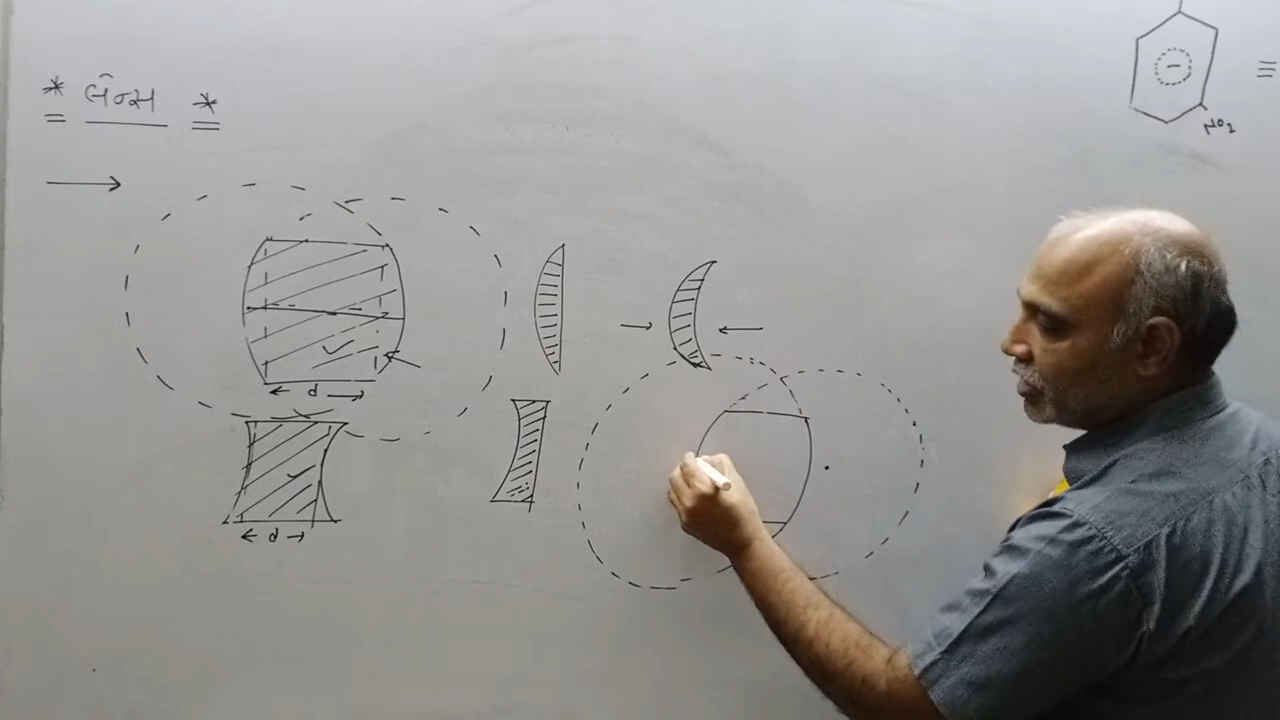 * લેન્સ *
NO₂
≡
← d →
← d →